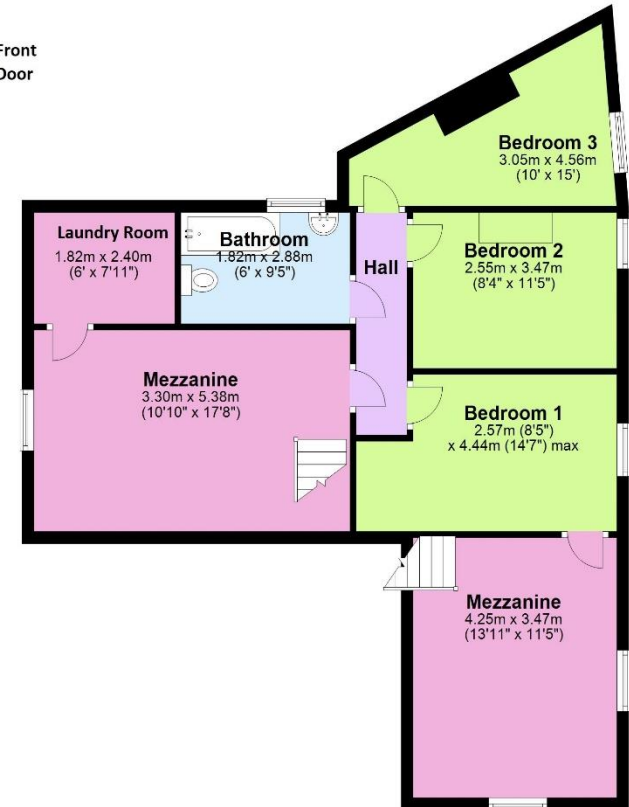 Front
Door
Bedroom 3
3.05m x 4.56m
(10' x 15')
Laundry Room
1.82m x 2.40m
(6' x 7'11")
Bathroom
1.82m x 2.88m
(6' x 9'5")
Hall
Bedroom 2
2.55m x 3.47m
(8'4" x 11'5")
Mezzanine
3.30m x 5.38m
(10'10" x 17'8")
Bedroom 1
2.57m (8'5")
x 4.44m (14'7") max
Mezzanine
4.25m x 3.47m
(13'11" x 11'5")